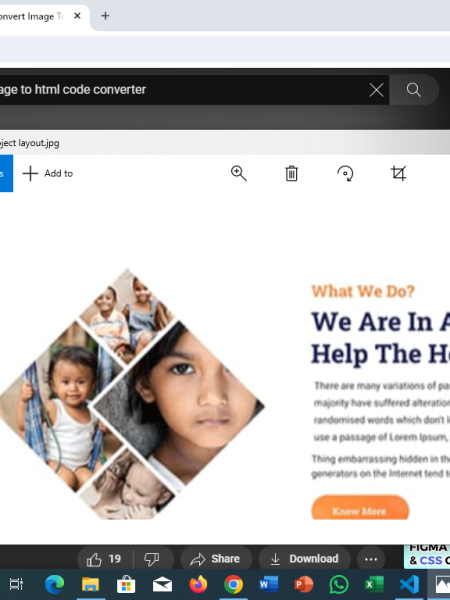 onvert Image T
age to html code converter
ject layout.jpg
s
Add to
What We Do?
We Are In A
Help The H
There are many variations of pa
majority have suffered alteration
randomised words which don't l
use a passage of Lorem Ipsum,
Thing embarrassing hidden in th
generators on the Internet tend t
Know More
19
Share
Download
FIGMA
& CSS C